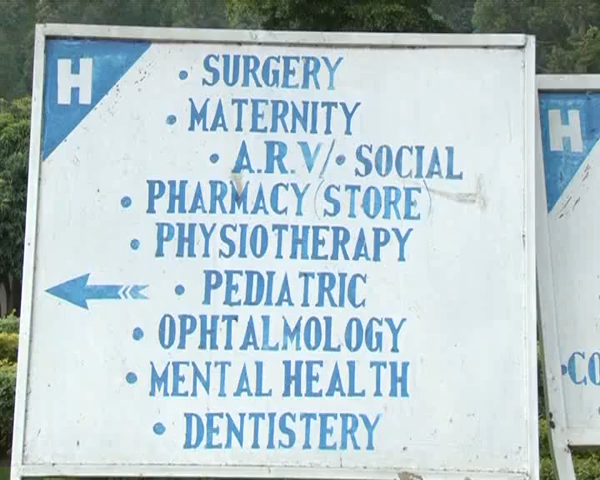 H
• SURGERY
• MATERNITY
• A.R.V/• SOCIAL
• PHARMACY (STORE)
• PHYSIOTHERAPY
• PEDIATRIC
• OPHTALMOLOGY
• MENTAL HEALTH
• DENTISTERY
H
• CO